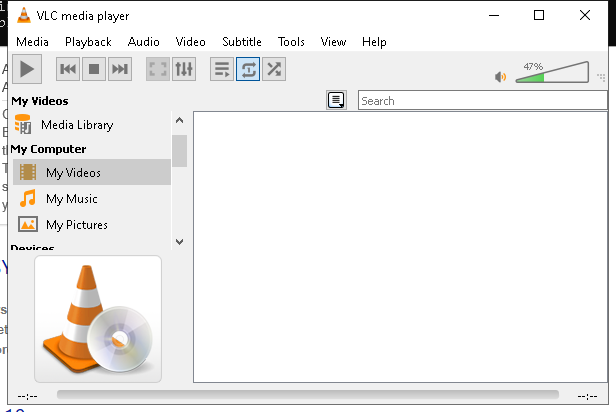 VLC media player
Media Playback Audio Video Subtitle Tools View Help
47%
My Videos
Search
Media Library
My Computer
My Videos
My Music
My Pictures
Devices
--:-- --:--